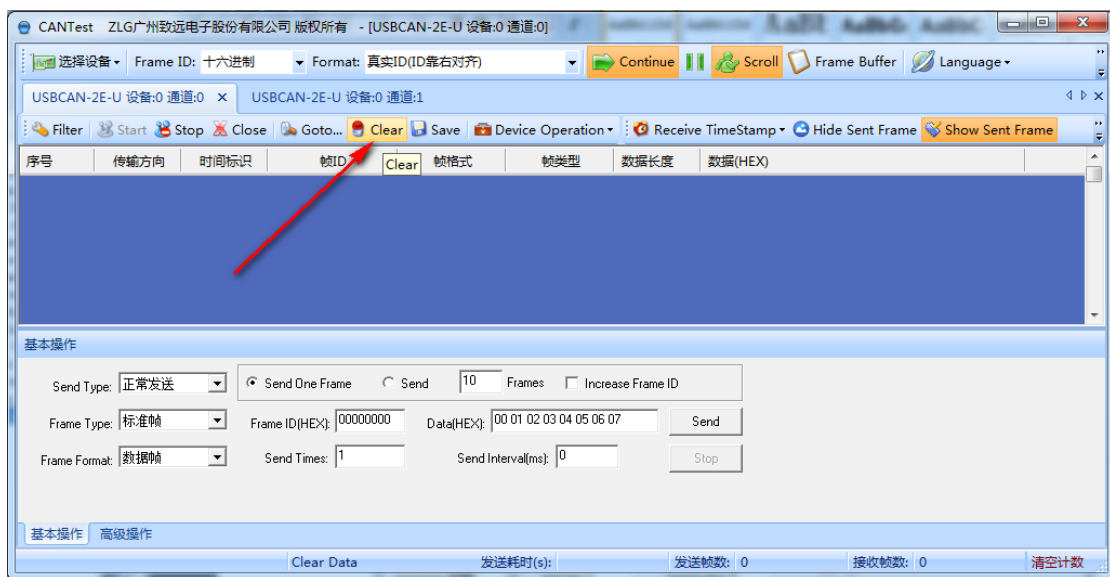 CANTest ZLG广州致远电子股份有限公司 版权所有 - [USBCAN-2E-U 设备:0 通道:0]
选择设备 Frame ID: 十六进制 Format: 真实ID(ID靠右对齐) Continue Scroll Frame Buffer Language
USBCAN-2E-U 设备:0 通道:0 × USBCAN-2E-U 设备:0 通道:1
Filter Start Stop Close Goto... Clear Save Device Operation Receive TimeStamp Hide Sent Frame Show Sent Frame
序号 传输方向 时间标识 帧ID 帧格式 帧类型 数据长度 数据(HEX)
Clear
基本操作
Send Type: 正常发送 Send One Frame Send 10 Frames Increase Frame ID
Frame Type: 标准帧 Frame ID(HEX): 00000000 Data(HEX): 00 01 02 03 04 05 06 07 Send
Frame Format: 数据帧 Send Times: 1 Send Interval(ms): 0 Stop
基本操作 高级操作
Clear Data 发送耗时(s): 发送帧数: 0 接收帧数: 0 清空计数